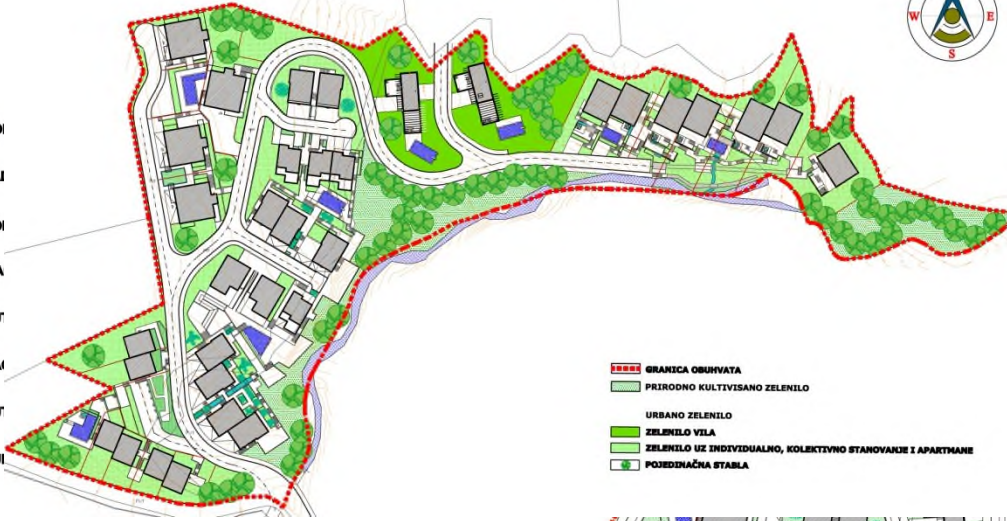 W
E
S
GRANICA OBUHVATA
PRIRODNO KULTIVISANO ZELENILO
URBANO ZELENILO
ZELENILO VILA
ZELENILO UZ INDIVIDUALNO, KOLEKTIVNO STANOVANJE I APARTMANE
POJEDINAČNA STABLA